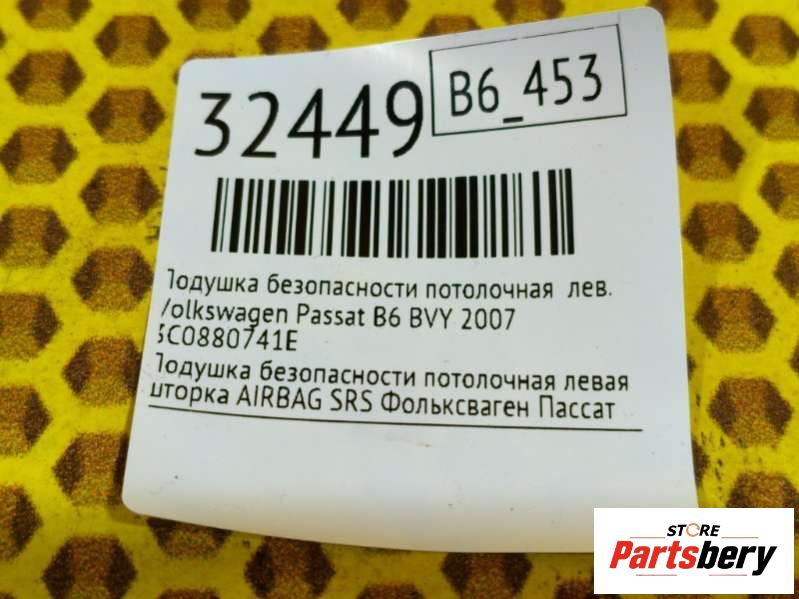 32449
B6_453
Подушка безопасности потолочная лев.
Volkswagen Passat B6 BVY 2007
3C0880741E
Подушка безопасности потолочная левая
шторка AIRBAG SRS Фольксваген Пассат
STORE
Partsbery